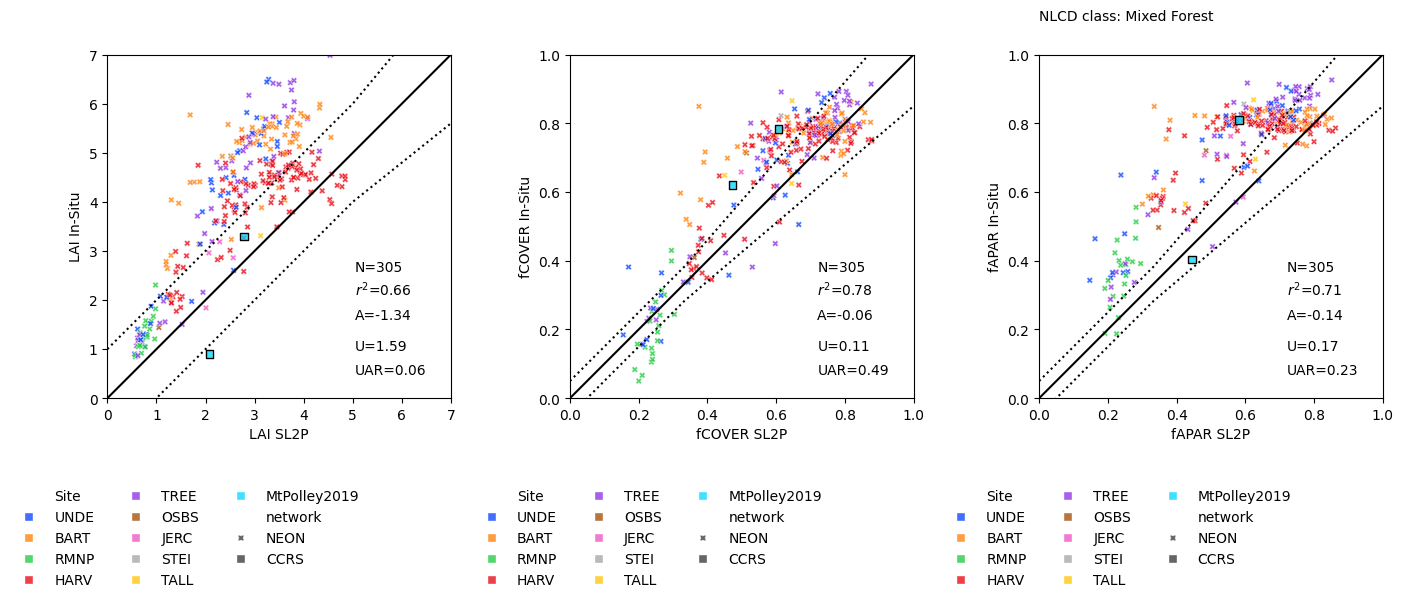 NLCD class: Mixed Forest
7
6
5
4
3
2
1
0
LAI In-Situ
0 1 2 3 4 5 6 7
LAI SL2P
N=305
r²=0.66
A=-1.34
U=1.59
UAR=0.06
1.0
0.8
0.6
0.4
0.2
0.0
fCOVER In-Situ
0.0 0.2 0.4 0.6 0.8 1.0
fCOVER SL2P
N=305
r²=0.78
A=-0.06
U=0.11
UAR=0.49
1.0
0.8
0.6
0.4
0.2
0.0
fAPAR In-Situ
0.0 0.2 0.4 0.6 0.8 1.0
fAPAR SL2P
N=305
r²=0.71
A=-0.14
U=0.17
UAR=0.23
Site TREE MtPolley2019
UNDE OSBS network
BART JERC NEON
RMNP STEI CCRS
HARV TALL
Site TREE MtPolley2019
UNDE OSBS network
BART JERC NEON
RMNP STEI CCRS
HARV TALL
Site TREE MtPolley2019
UNDE OSBS network
BART JERC NEON
RMNP STEI CCRS
HARV TALL